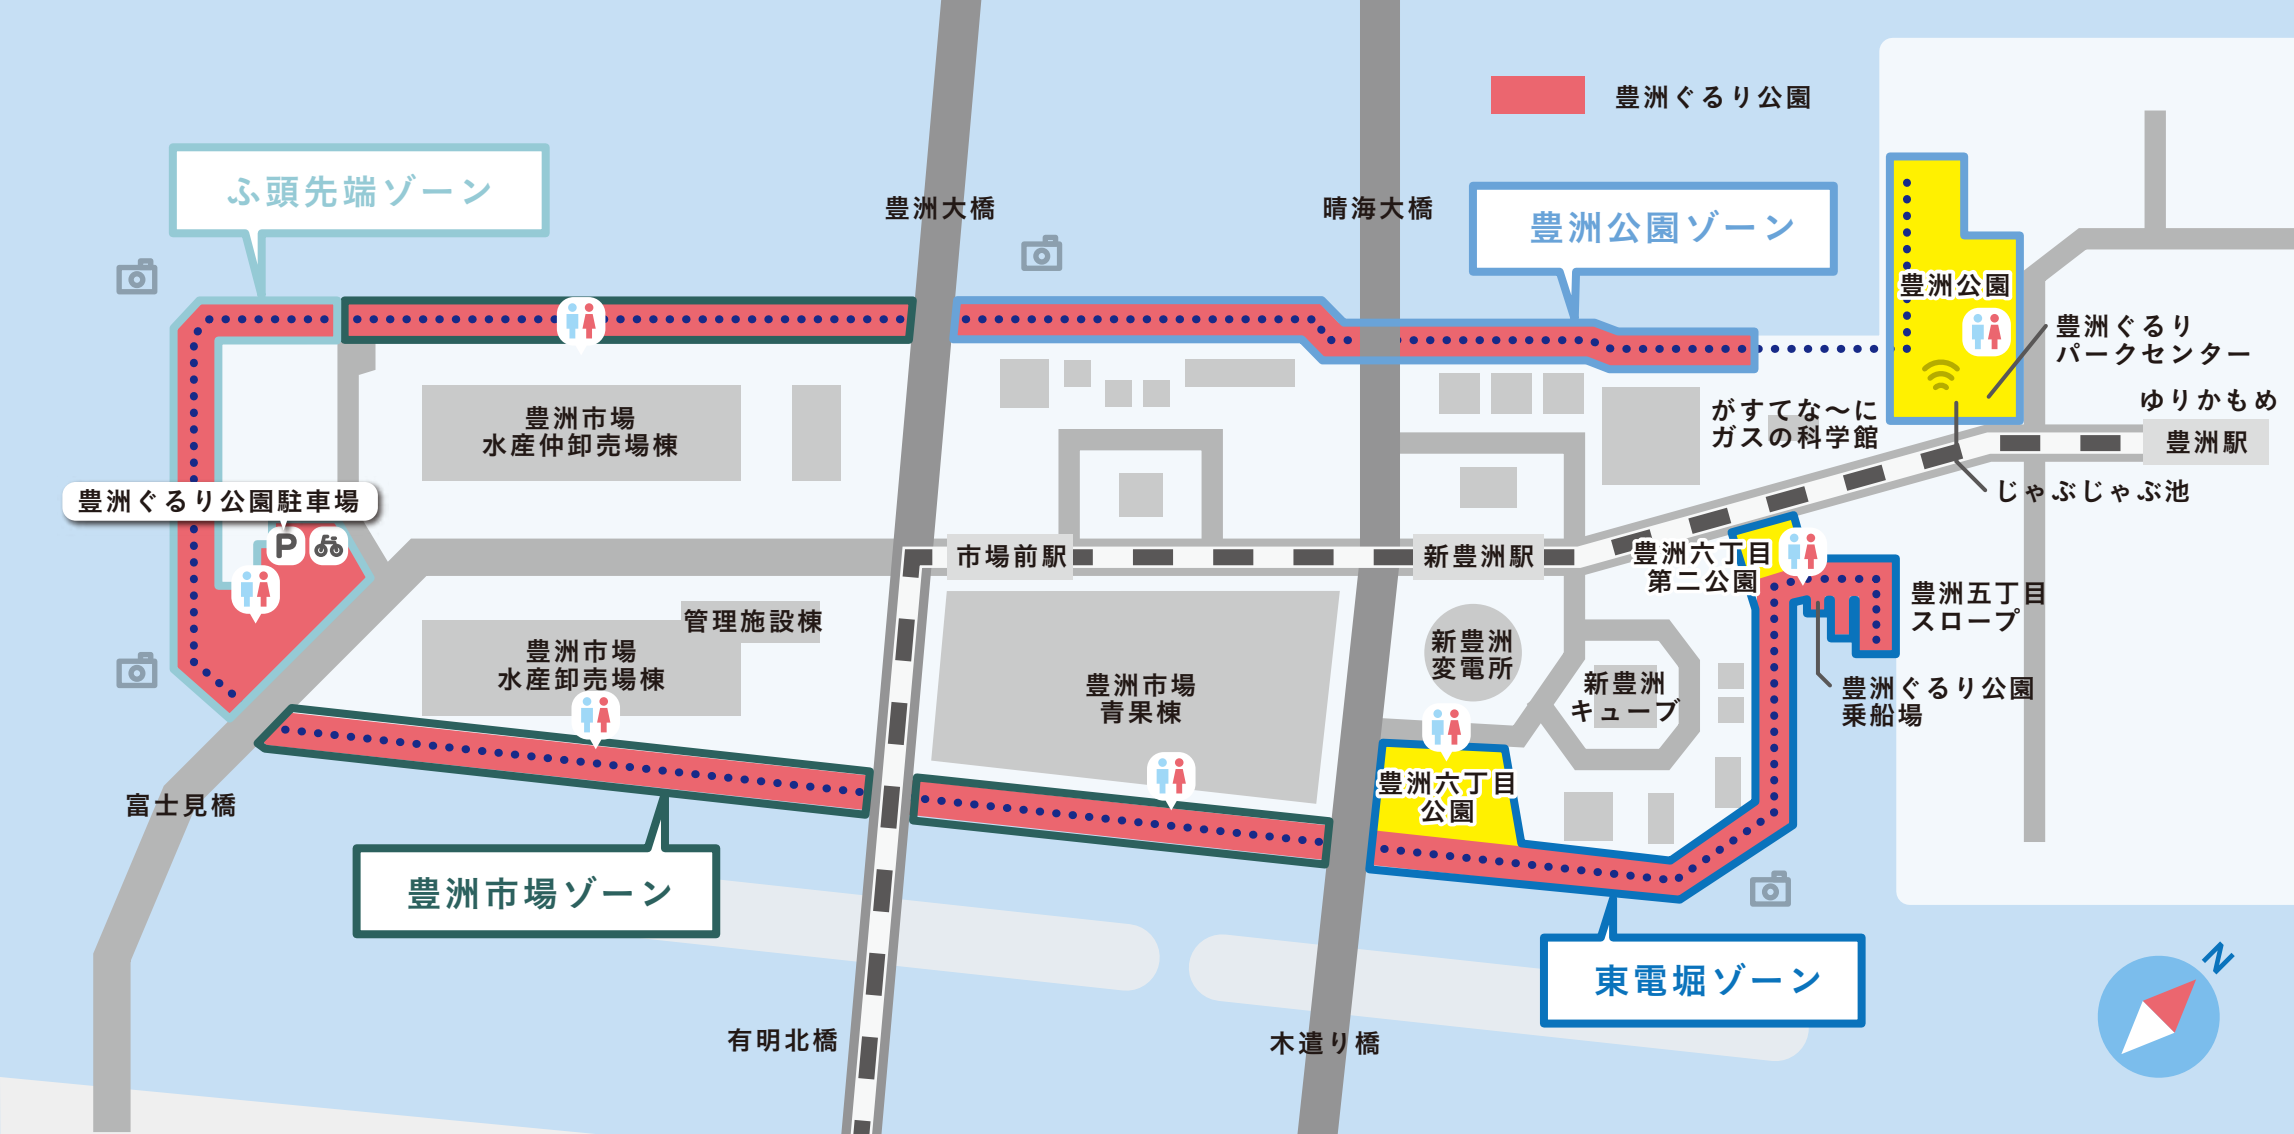 豊洲ぐるり公園
ふ頭先端ゾーン
豊洲大橋
晴海大橋
豊洲公園ゾーン
豊洲公園
豊洲ぐるり
パークセンター
ゆりかもめ
豊洲駅
がすてな〜に
ガスの科学館
じゃぶじゃぶ池
豊洲市場
水産仲卸売場棟
豊洲ぐるり公園駐車場
P
市場前駅
新豊洲駅
豊洲六丁目
第二公園
豊洲五丁目
スロープ
管理施設棟
豊洲市場
水産卸売場棟
豊洲市場
青果棟
新豊洲
変電所
新豊洲
キューブ
豊洲ぐるり公園
乗船場
豊洲六丁目
公園
富士見橋
豊洲市場ゾーン
東電堀ゾーン
N
有明北橋
木遣り橋